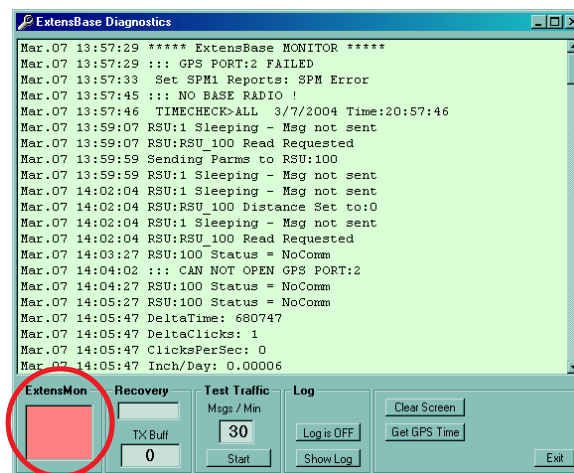 ExtensBase Diagnostics
Mar.07 13:57:29 ***** ExtensBase MONITOR *****
Mar.07 13:57:29 ::: GPS PORT:2 FAILED
Mar.07 13:57:33  Set SPM1 Reports: SPM Error
Mar.07 13:57:45 ::: NO BASE RADIO !
Mar.07 13:57:46  TIMECHECK>ALL  3/7/2004 Time:20:57:46
Mar.07 13:59:07 RSU:1 Sleeping - Msg not sent
Mar.07 13:59:07 RSU:RSU_100 Read Requested
Mar.07 13:59:59 Sending Parms to RSU:100
Mar.07 13:59:59 RSU:1 Sleeping - Msg not sent
Mar.07 14:02:04 RSU:1 Sleeping - Msg not sent
Mar.07 14:02:04 RSU:RSU_100 Distance Set to:0
Mar.07 14:02:04 RSU:1 Sleeping - Msg not sent
Mar.07 14:02:04 RSU:RSU_100 Read Requested
Mar.07 14:03:27 RSU:100 Status = NoComm
Mar.07 14:04:02 ::: CAN NOT OPEN GPS PORT:2
Mar.07 14:04:27 RSU:100 Status = NoComm
Mar.07 14:05:27 RSU:100 Status = NoComm
Mar.07 14:05:47 DeltaTime: 680747
Mar.07 14:05:47 DeltaClicks: 1
Mar.07 14:05:47 ClicksPerSec: 0
Mar.07 14:05:47 Inch/Day: 0.00006
ExtensMon Recovery Test Traffic Log
Msgs / Min
Clear Screen
TX Buff
30
Log is OFF
Get GPS Time
0
Start
Show Log
Exit